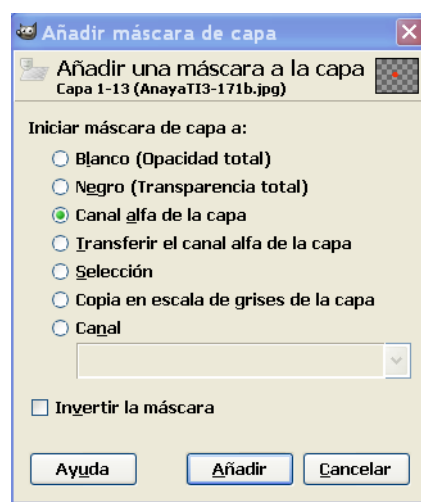 Añadir máscara de capa
Añadir una máscara a la capa
Capa 1-13 (AnayaTI3-171b.jpg)
Iniciar máscara de capa a:
Blanco (Opacidad total)
Negro (Transparencia total)
Canal alfa de la capa
Transferir el canal alfa de la capa
Selección
Copia en escala de grises de la capa
Canal
Invertir la máscara
Ayuda Añadir Cancelar